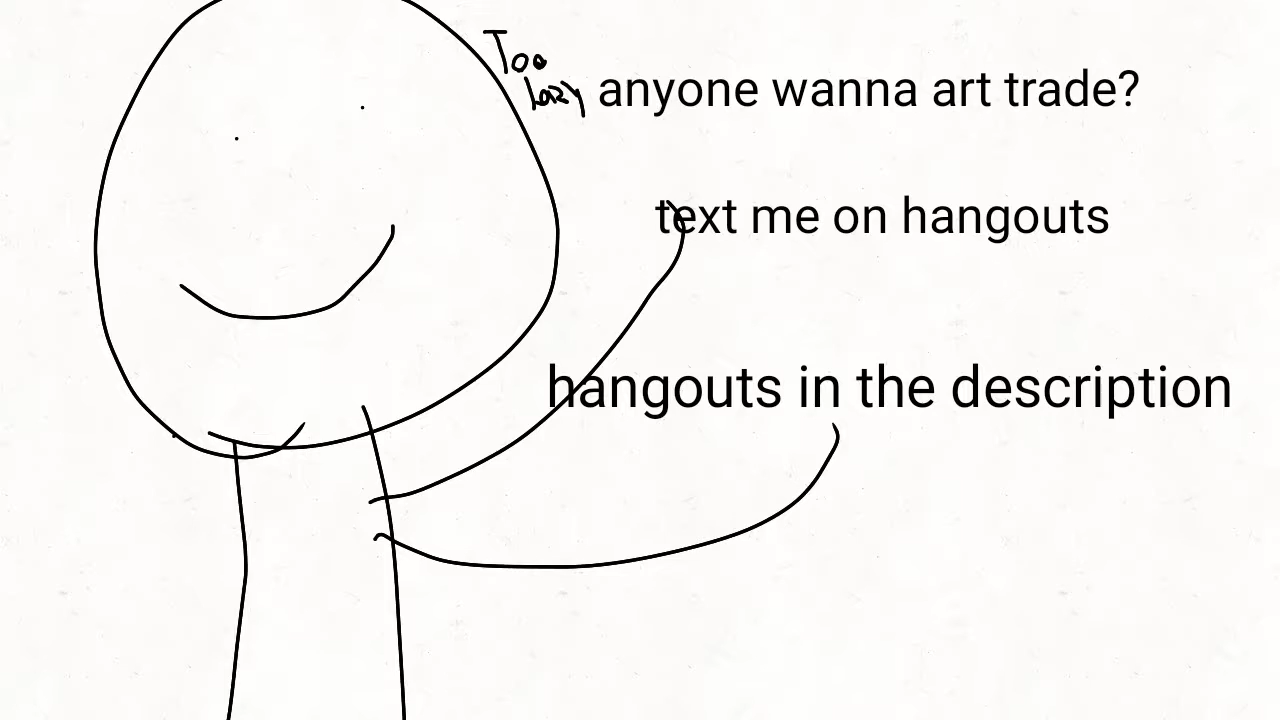 Too
lazy
anyone wanna art trade?
text me on hangouts
hangouts in the description